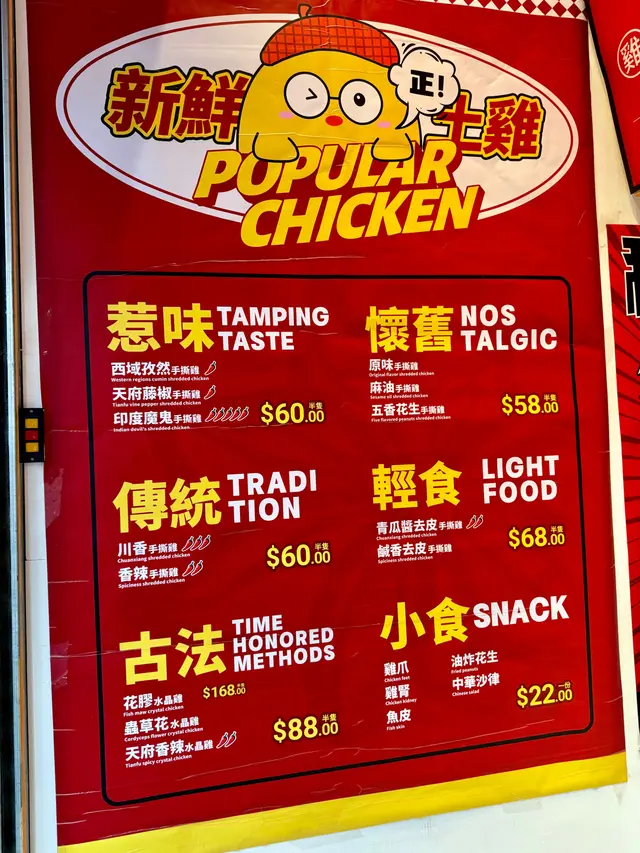 新鮮
正!
土雞
POPULAR
CHICKEN
惹味
TAMPING
TASTE
西域孜然手撕雞
Western regions cumin shredded chicken
天府藤椒手撕雞
Tianfu vine pepper shredded chicken
印度魔鬼手撕雞
Indian devil's shredded chicken
$60.00
半隻
懷舊
NOS
TALGIC
原味手撕雞
Original flavor shredded chicken
麻油手撕雞
Sesame oil shredded chicken
五香花生手撕雞
Five flavored peanuts shredded chicken
$58.00
半隻
傳統
TRADI
TION
川香手撕雞
Chuanxiang shredded chicken
香辣手撕雞
Spiciness shredded chicken
$60.00
半隻
輕食
LIGHT
FOOD
青瓜醬去皮手撕雞
Chuanxiang shredded chicken
鹹香去皮手撕雞
Spiciness shredded chicken
$68.00
半隻
古法
TIME
HONORED
METHODS
花膠水晶雞
Fish maw crystal chicken
$168.00
半隻
蟲草花水晶雞
Cordyceps flower crystal chicken
天府香辣水晶雞
Tianfu spicy crystal chicken
$88.00
半隻
小食
SNACK
雞爪
Chicken feet
雞腎
Chicken kidney
魚皮
Fish skin
油炸花生
Fried peanuts
中華沙律
Chinese salad
$22.00
一份
雞